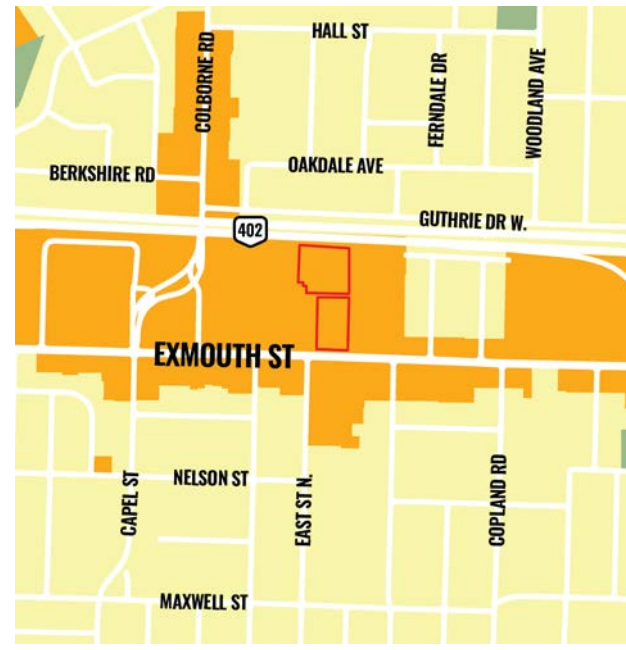 HALL ST
COLBORNE RD
FERNDALE DR
WOODLAND AVE
OAKDALE AVE
BERKSHIRE RD
GUTHRIE DR W.
402
EXMOUTH ST
CAPEL ST
NELSON ST
EAST ST N.
COPLAND RD
MAXWELL ST